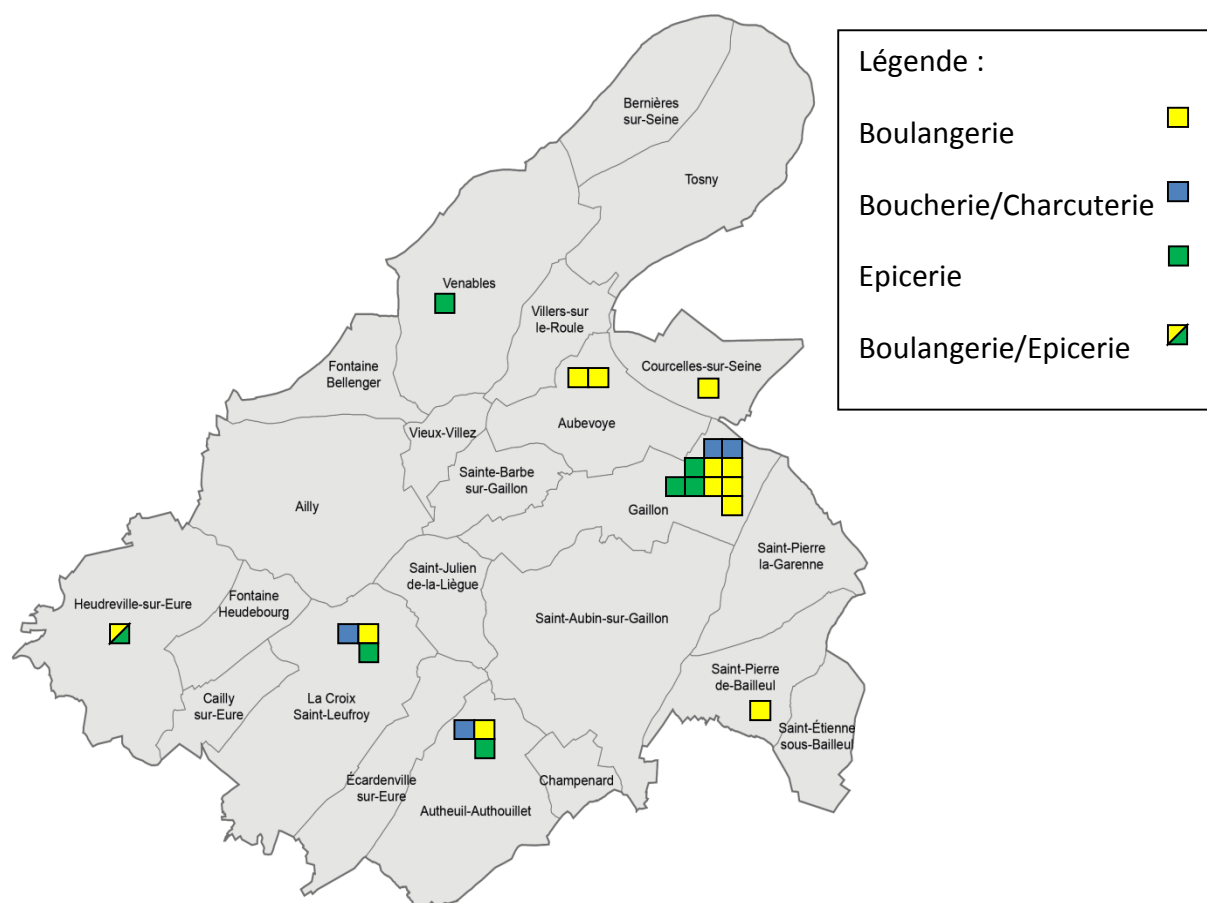 Légende :
Boulangerie
Boucherie/Charcuterie
Epicerie
Boulangerie/Epicerie
Bernières
sur-Seine
Tosny
Venables
Villers-sur
le-Roule
Fontaine
Bellenger
Courcelles-sur-Seine
Vieux-Villez
Aubevoye
Sainte-Barbe
sur-Gaillon
Ailly
Gaillon
Saint-Pierre
la-Garenne
Saint-Julien
de-la-Liègue
Fontaine
Heudebourg
Heudreville-sur-Eure
Saint-Aubin-sur-Gaillon
Saint-Pierre
de-Bailleul
Cailly
sur-Eure
La Croix
Saint-Leufroy
Saint-Étienne
sous-Bailleul
Écardenville
sur-Eure
Champenard
Autheuil-Authouillet